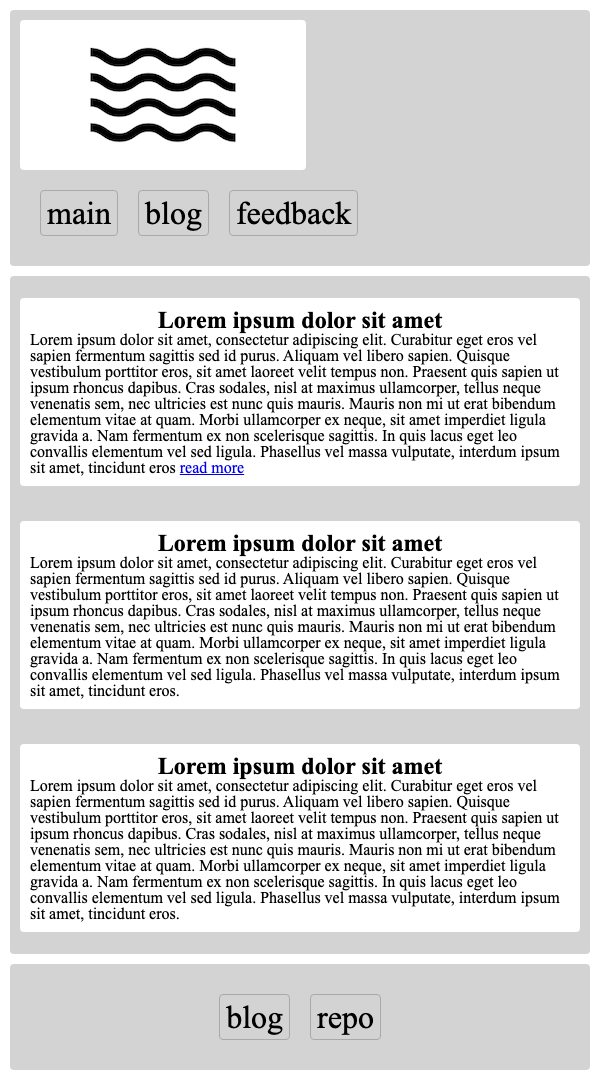 main blog feedback
Lorem ipsum dolor sit amet
Lorem ipsum dolor sit amet, consectetur adipiscing elit. Curabitur eget eros vel
sapien fermentum sagittis sed id purus. Aliquam vel libero sapien. Quisque
vestibulum porttitor eros, sit amet laoreet velit tempus non. Praesent quis sapien ut
ipsum rhoncus dapibus. Cras sodales, nisl at maximus ullamcorper, tellus neque
venenatis sem, nec ultricies est nunc quis mauris. Mauris non mi ut erat bibendum
elementum vitae at quam. Morbi ullamcorper ex neque, sit amet imperdiet ligula
gravida a. Nam fermentum ex non scelerisque sagittis. In quis lacus eget leo
convallis elementum vel sed ligula. Phasellus vel massa vulputate, interdum ipsum
sit amet, tincidunt eros read more
Lorem ipsum dolor sit amet
Lorem ipsum dolor sit amet, consectetur adipiscing elit. Curabitur eget eros vel
sapien fermentum sagittis sed id purus. Aliquam vel libero sapien. Quisque
vestibulum porttitor eros, sit amet laoreet velit tempus non. Praesent quis sapien ut
ipsum rhoncus dapibus. Cras sodales, nisl at maximus ullamcorper, tellus neque
venenatis sem, nec ultricies est nunc quis mauris. Mauris non mi ut erat bibendum
elementum vitae at quam. Morbi ullamcorper ex neque, sit amet imperdiet ligula
gravida a. Nam fermentum ex non scelerisque sagittis. In quis lacus eget leo
convallis elementum vel sed ligula. Phasellus vel massa vulputate, interdum ipsum
sit amet, tincidunt eros.
Lorem ipsum dolor sit amet
Lorem ipsum dolor sit amet, consectetur adipiscing elit. Curabitur eget eros vel
sapien fermentum sagittis sed id purus. Aliquam vel libero sapien. Quisque
vestibulum porttitor eros, sit amet laoreet velit tempus non. Praesent quis sapien ut
ipsum rhoncus dapibus. Cras sodales, nisl at maximus ullamcorper, tellus neque
venenatis sem, nec ultricies est nunc quis mauris. Mauris non mi ut erat bibendum
elementum vitae at quam. Morbi ullamcorper ex neque, sit amet imperdiet ligula
gravida a. Nam fermentum ex non scelerisque sagittis. In quis lacus eget leo
convallis elementum vel sed ligula. Phasellus vel massa vulputate, interdum ipsum
sit amet, tincidunt eros.
blog repo